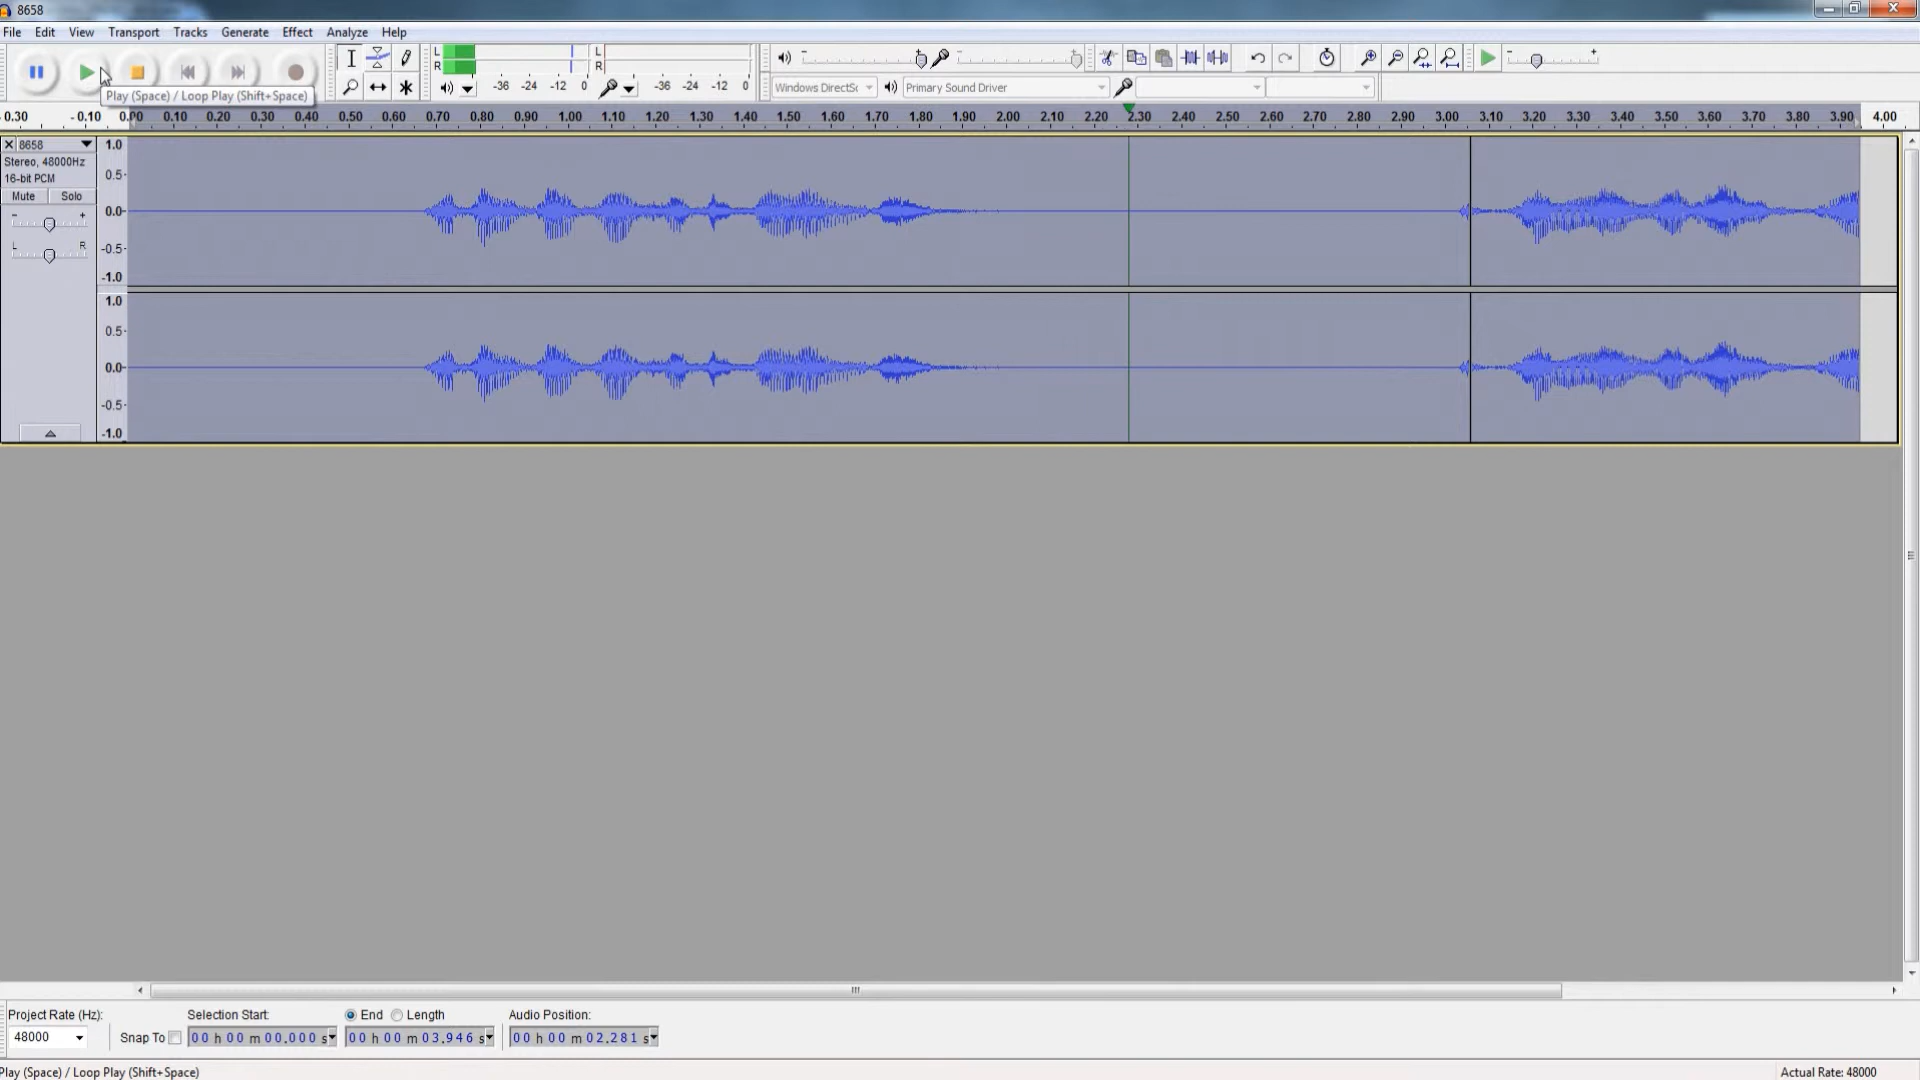 8658
File Edit View Transport Tracks Generate Effect Analyze Help
L
R
-36 -24 -12 0
L
R
-36 -24 -12 0
Windows DirectS
Primary Sound Driver
Play (Space) / Loop Play (Shift+Space)
- 0.30 - 0.10 0.00 0.10 0.20 0.30 0.40 0.50 0.60 0.70 0.80 0.90 1.00 1.10 1.20 1.30 1.40 1.50 1.60 1.70 1.80 1.90 2.00 2.10 2.20 2.30 2.40 2.50 2.60 2.70 2.80 2.90 3.00 3.10 3.20 3.30 3.40 3.50 3.60 3.70 3.80 3.90 4.00
8658
Stereo, 48000Hz
16-bit PCM
Mute Solo
- +
L R
1.0
0.5-
0.0-
-0.5-
-1.0
1.0
0.5-
0.0-
-0.5-
-1.0
Project Rate (Hz):
48000
Snap To
Selection Start:
00 h 00 m 00.000 s
End Length
00 h 00 m 03.946 s
Audio Position:
00 h 00 m 02.281 s
Play (Space) / Loop Play (Shift+Space)
Actual Rate: 48000